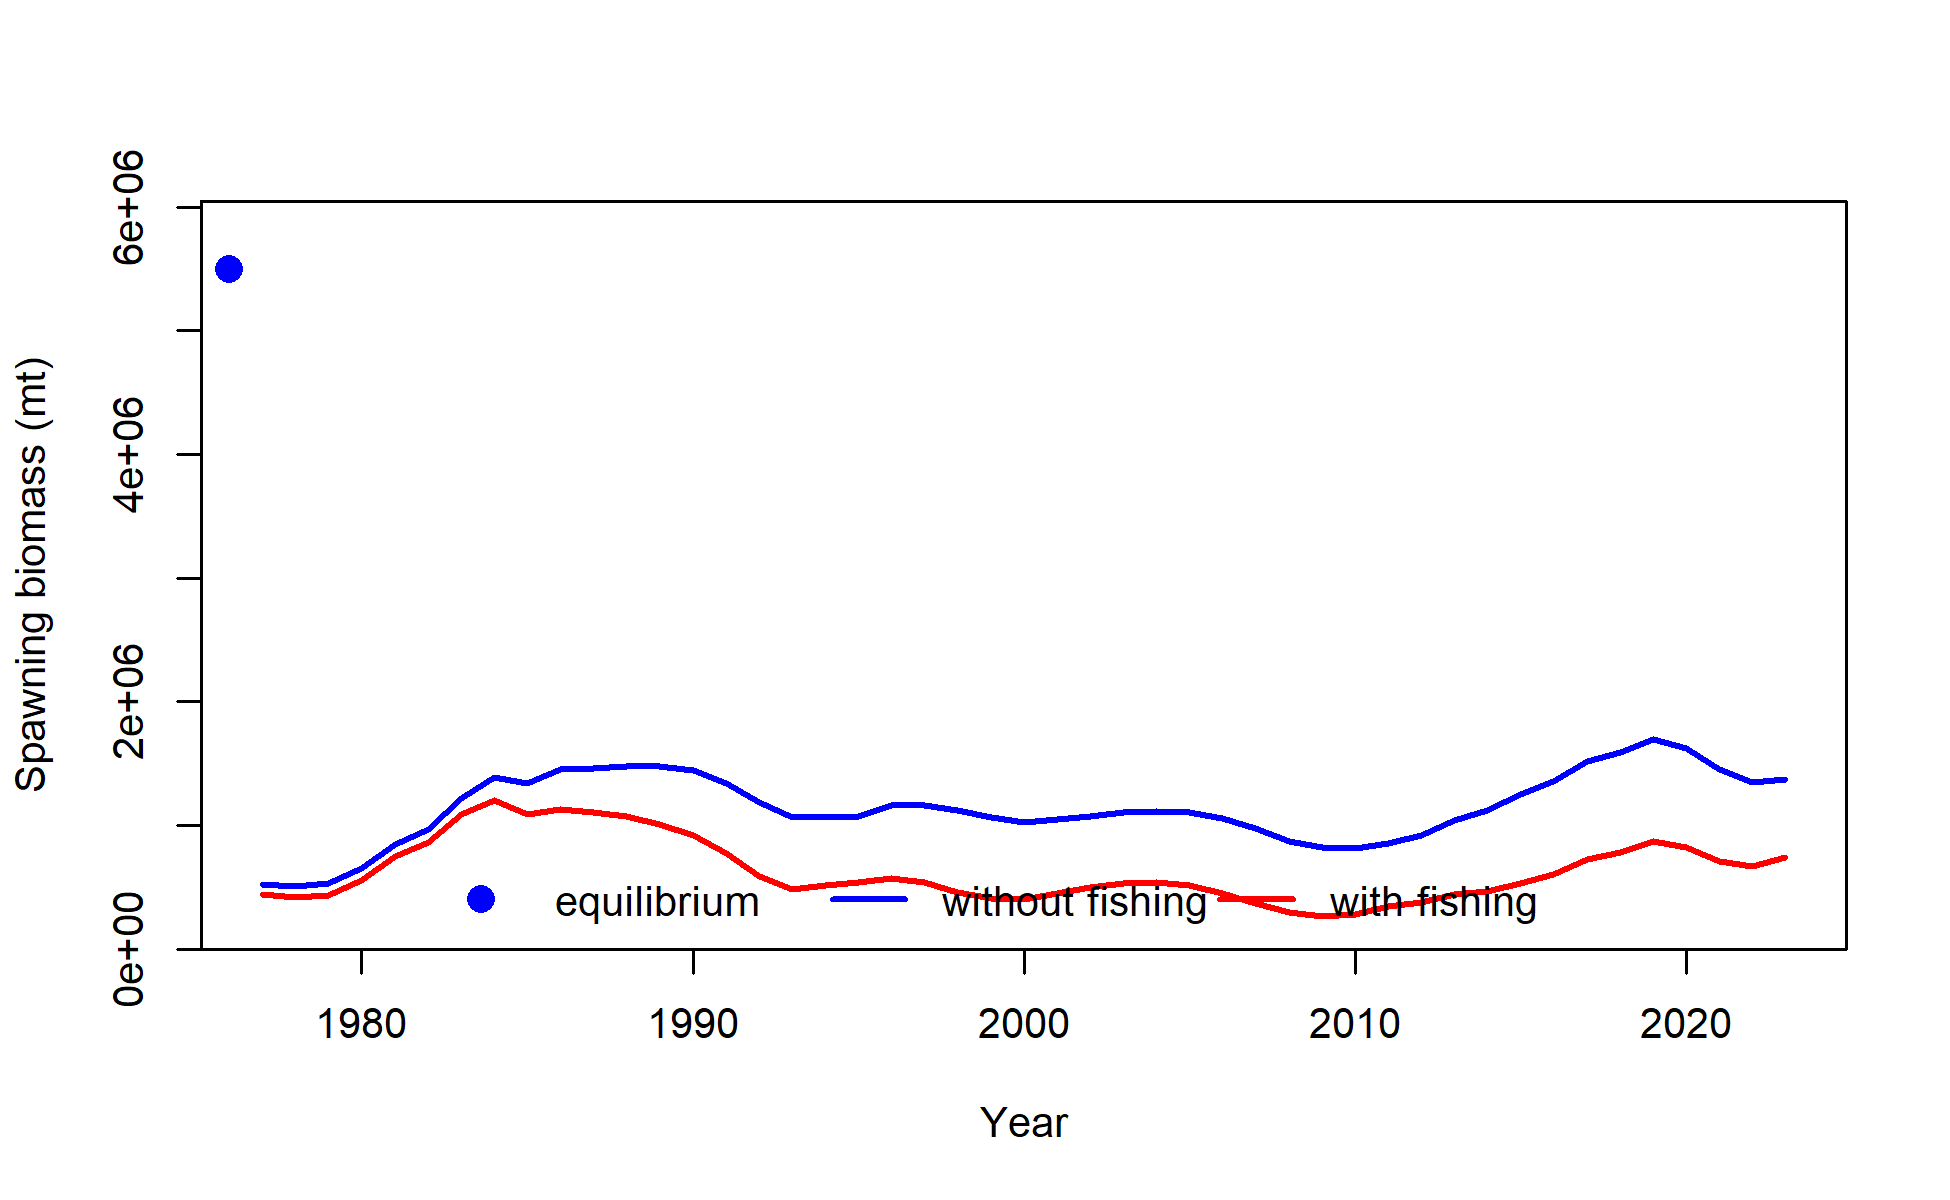 Spawning biomass (mt)
6e+06
4e+06
2e+06
0e+00
equilibrium without fishing with fishing
1980 1990 2000 2010 2020
Year